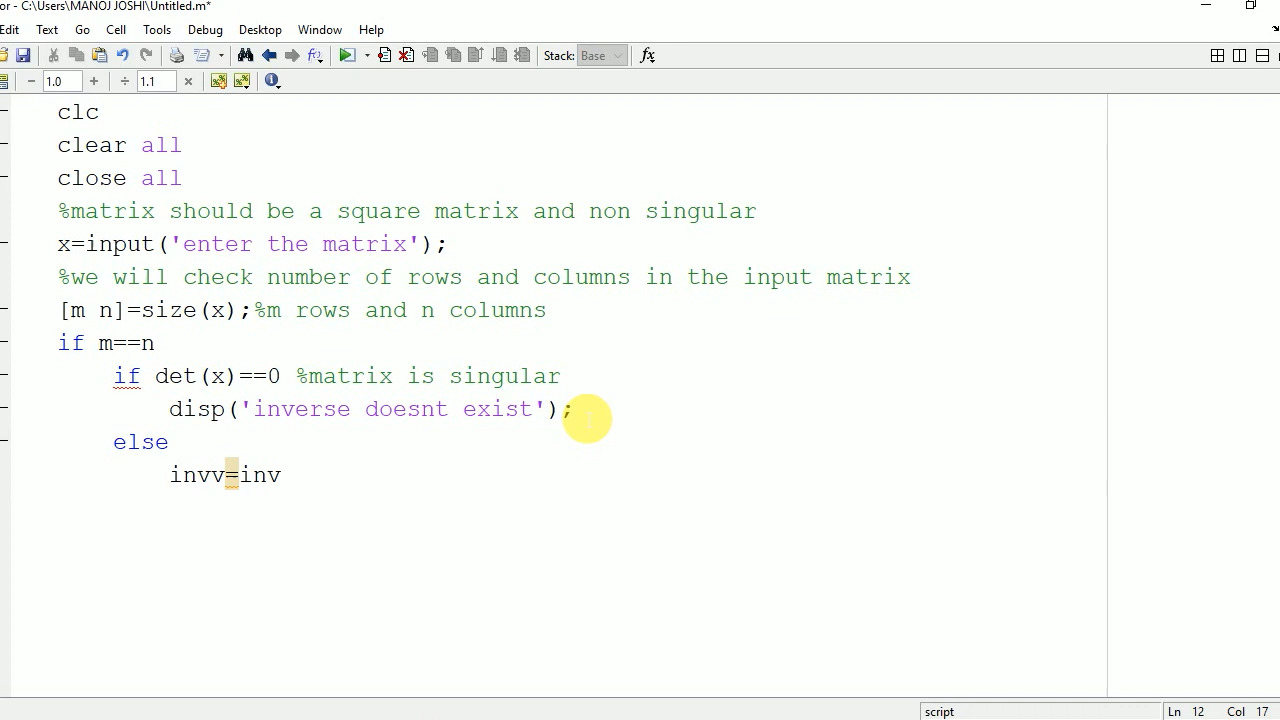 or - C:\Users\MANOJ JOSHI\Untitled.m*
Edit Text Go Cell Tools Debug Desktop Window Help
Stack: Base fx
1.0 1.1
clc
clear all
close all
%matrix should be a square matrix and non singular
x=input('enter the matrix');
%we will check number of rows and columns in the input matrix
[m n]=size(x);%m rows and n columns
if m==n
if det(x)==0 %matrix is singular
disp('inverse doesnt exist');
else
invv=inv
script Ln 12 Col 17